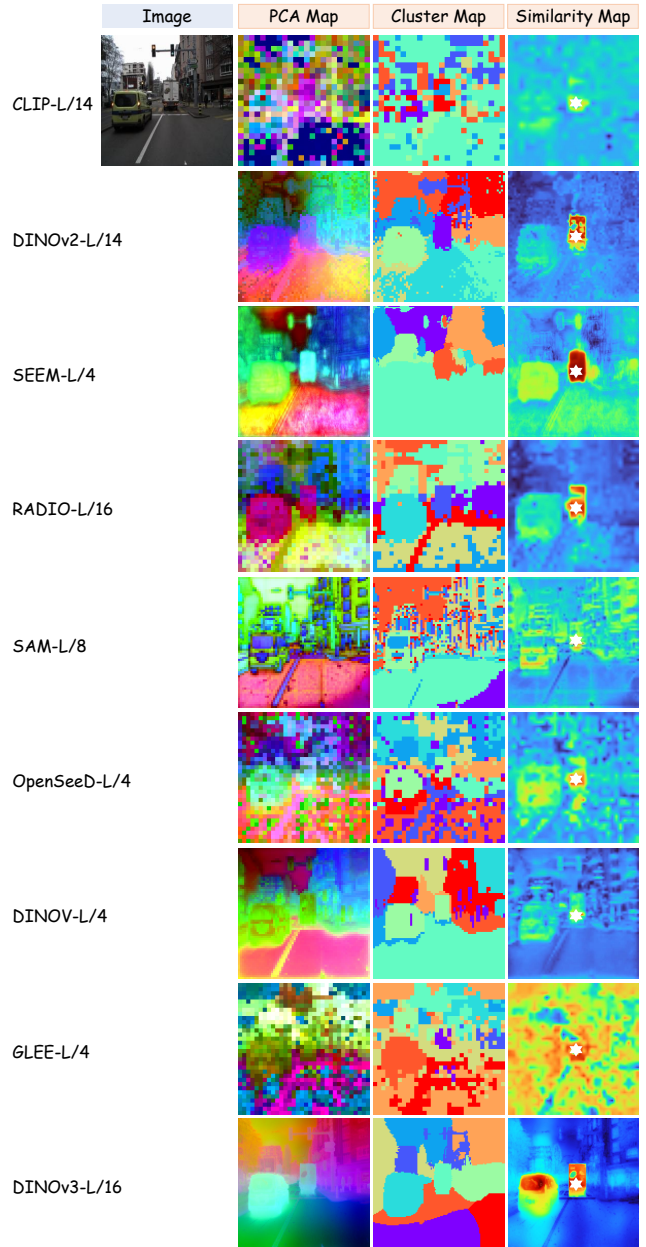 Image PCA Map Cluster Map Similarity Map
CLIP-L/14
DINOv2-L/14
SEEM-L/4
RADIO-L/16
SAM-L/8
OpenSeeD-L/4
DINOV-L/4
GLEE-L/4
DINOv3-L/16